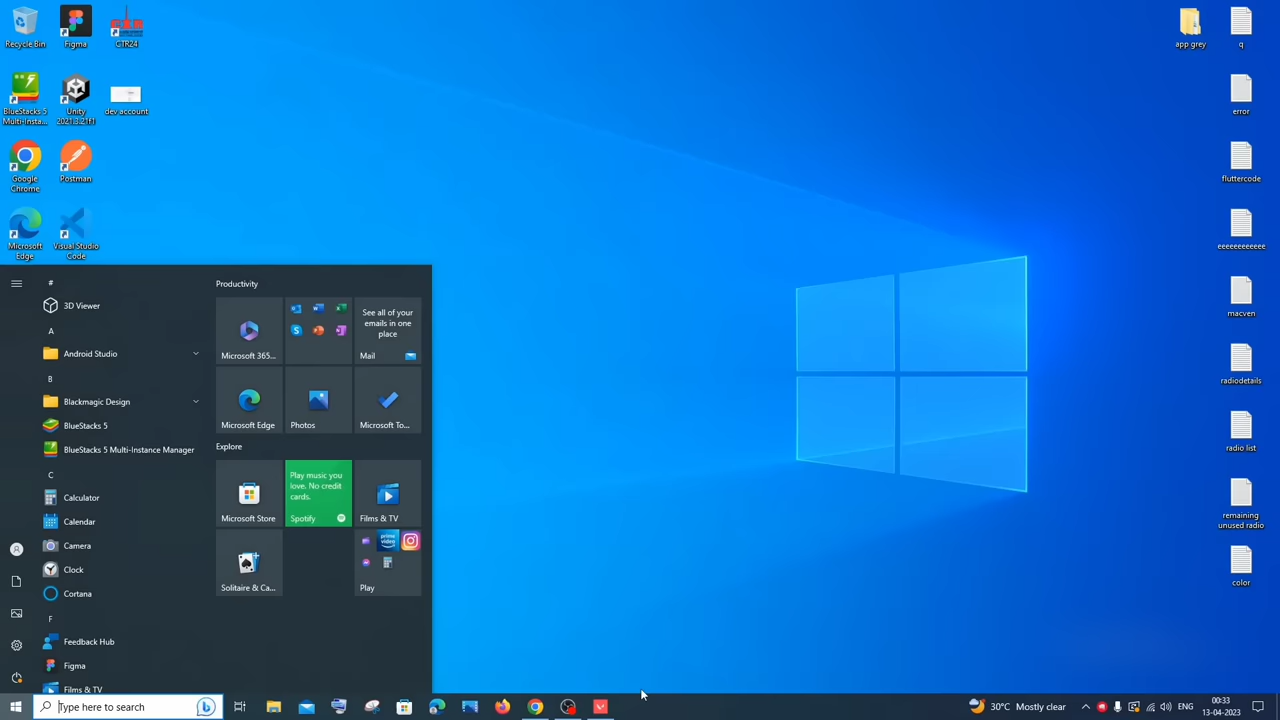 Recycle Bin
Figma
CTR24
BlueStacks 5
Multi-Insta...
Unity
2021.3.21f1
dev account
Google
Chrome
Postman
Microsoft
Edge
Visual Studio
Code
app grey
q
error
fluttercode
eeeeeeeeeeee
macven
radiodetails
radio list
remaining
unused radio
color
#
3D Viewer
A
Android Studio
B
Blackmagic Design
BlueStacks 5
BlueStacks 5 Multi-Instance Manager
C
Calculator
Calendar
Camera
Clock
Cortana
F
Feedback Hub
Figma
Films & TV
Productivity
Microsoft 365...
See all of your
emails in one
place
Mail
Microsoft Edge
Photos
Microsoft To...
Explore
Microsoft Store
Play music you
love. No credit
cards.
Spotify
Films & TV
Solitaire & Ca...
prime
video
Play
Type here to search
30°C Mostly clear
00:33
13-04-2023